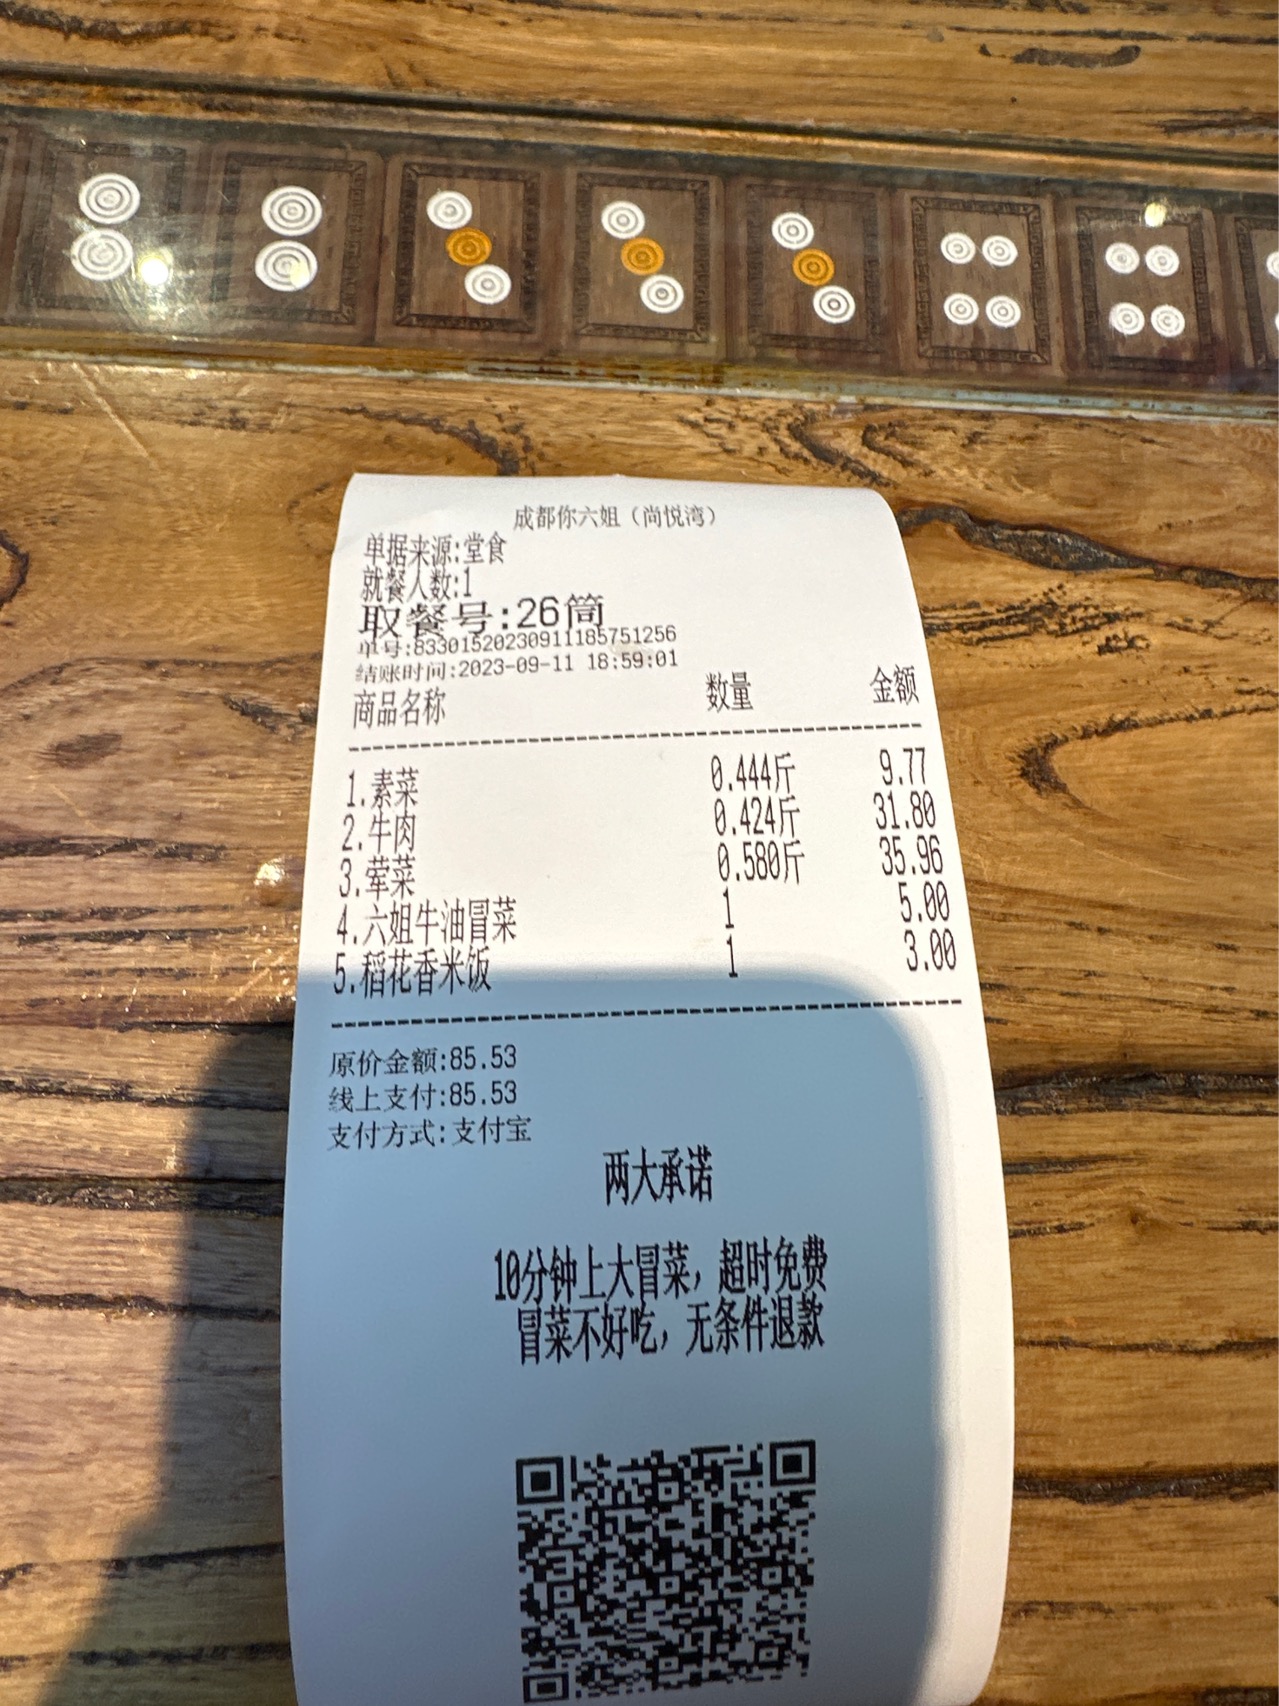 成都你六姐（尚悦湾）
单据来源:堂食
就餐人数:1
取餐号:26筒
单号:83301520230911185751256
结账时间:2023-09-11 18:59:01
商品名称 数量 金额
1.素菜 0.444斤 9.77
2.牛肉 0.424斤 31.80
3.荤菜 0.580斤 35.96
4.六姐牛油冒菜 1 5.00
5.稻花香米饭 1 3.00
原价金额:85.53
线上支付:85.53
支付方式:支付宝
两大承诺
10分钟上大冒菜，超时免费
冒菜不好吃，无条件退款